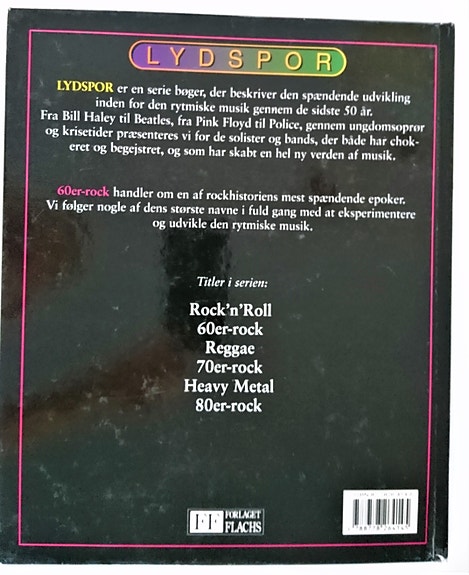 LYDSPOR
LYDSPOR er en serie bøger, der beskriver den spændende udvikling
inden for den rytmiske musik gennem de sidste 50 år.
Fra Bill Haley til Beatles, fra Pink Floyd til Police, gennem ungdomsoprør
og krisetider præsenteres vi for de solister og bands, der både har chok-
eret og begejstret, og som har skabt en hel ny verden af musik.
60er-rock handler om en af rockhistoriens mest spændende epoker.
Vi følger nogle af dens største navne i fuld gang med at eksperimentere
og udvikle den rytmiske musik.
Titler i serien:
Rock'n'Roll
60er-rock
Reggae
70er-rock
Heavy Metal
80er-rock
FF FORLAGET
FLACHS